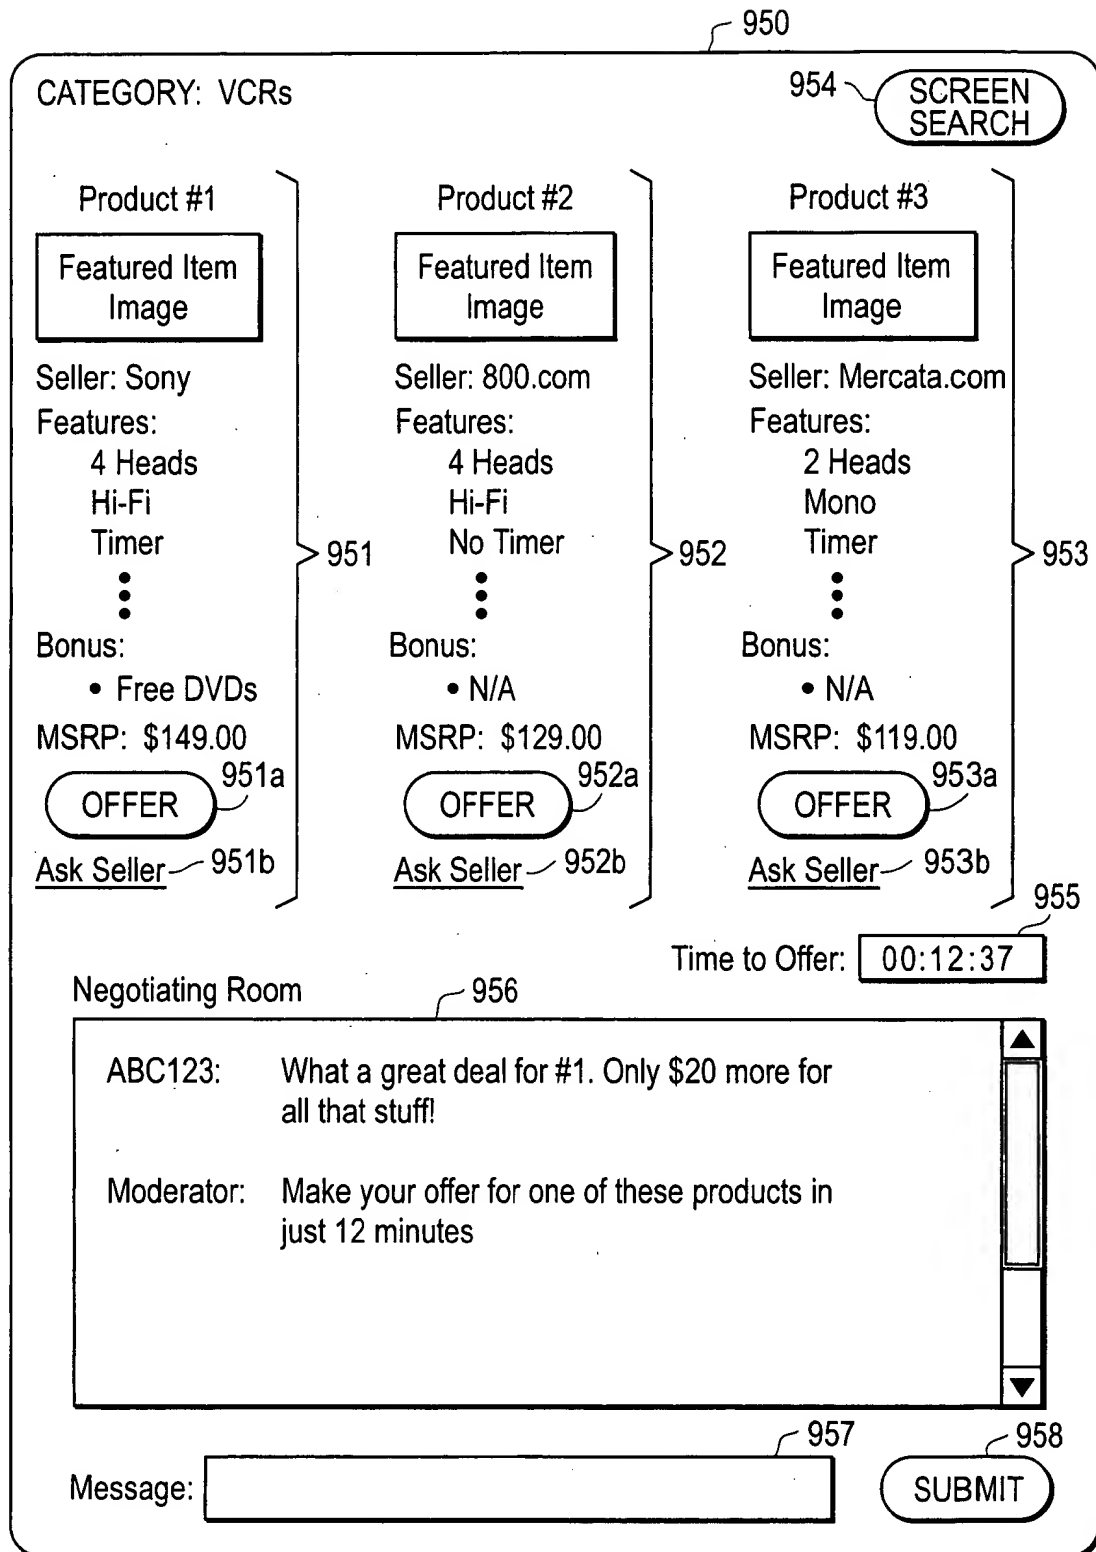 950
CATEGORY: VCRs
954
SCREEN
SEARCH
Product #1
Featured Item
Image
Seller: Sony
Features:
4 Heads
Hi-Fi
Timer
Bonus:
• Free DVDs
MSRP: $149.00
OFFER
951a
Ask Seller
951b
951
Product #2
Featured Item
Image
Seller: 800.com
Features:
4 Heads
Hi-Fi
No Timer
Bonus:
• N/A
MSRP: $129.00
OFFER
952a
Ask Seller
952b
952
Product #3
Featured Item
Image
Seller: Mercata.com
Features:
2 Heads
Mono
Timer
Bonus:
• N/A
MSRP: $119.00
OFFER
953a
Ask Seller
953b
953
955
Time to Offer: 00:12:37
Negotiating Room
956
ABC123: What a great deal for #1. Only $20 more for
all that stuff!
Moderator: Make your offer for one of these products in
just 12 minutes
957
958
Message:
SUBMIT